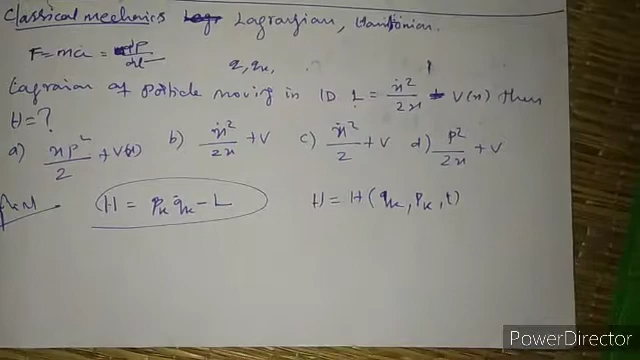 Classical mechanics Lagrangian, Hamiltonian.
F = ma = dp/dt
q, qₖ,
Lagraian of particle moving in 1D L = ẋ²/2x - V(x) then
H = ?
a) xp²/2 + V(x) b) ẋ²/2x + V c) ẋ²/2 + V d) p²/2x + V
H = pₖ q̇ₖ - L H = H(qₖ, pₖ, t)
PowerDirector